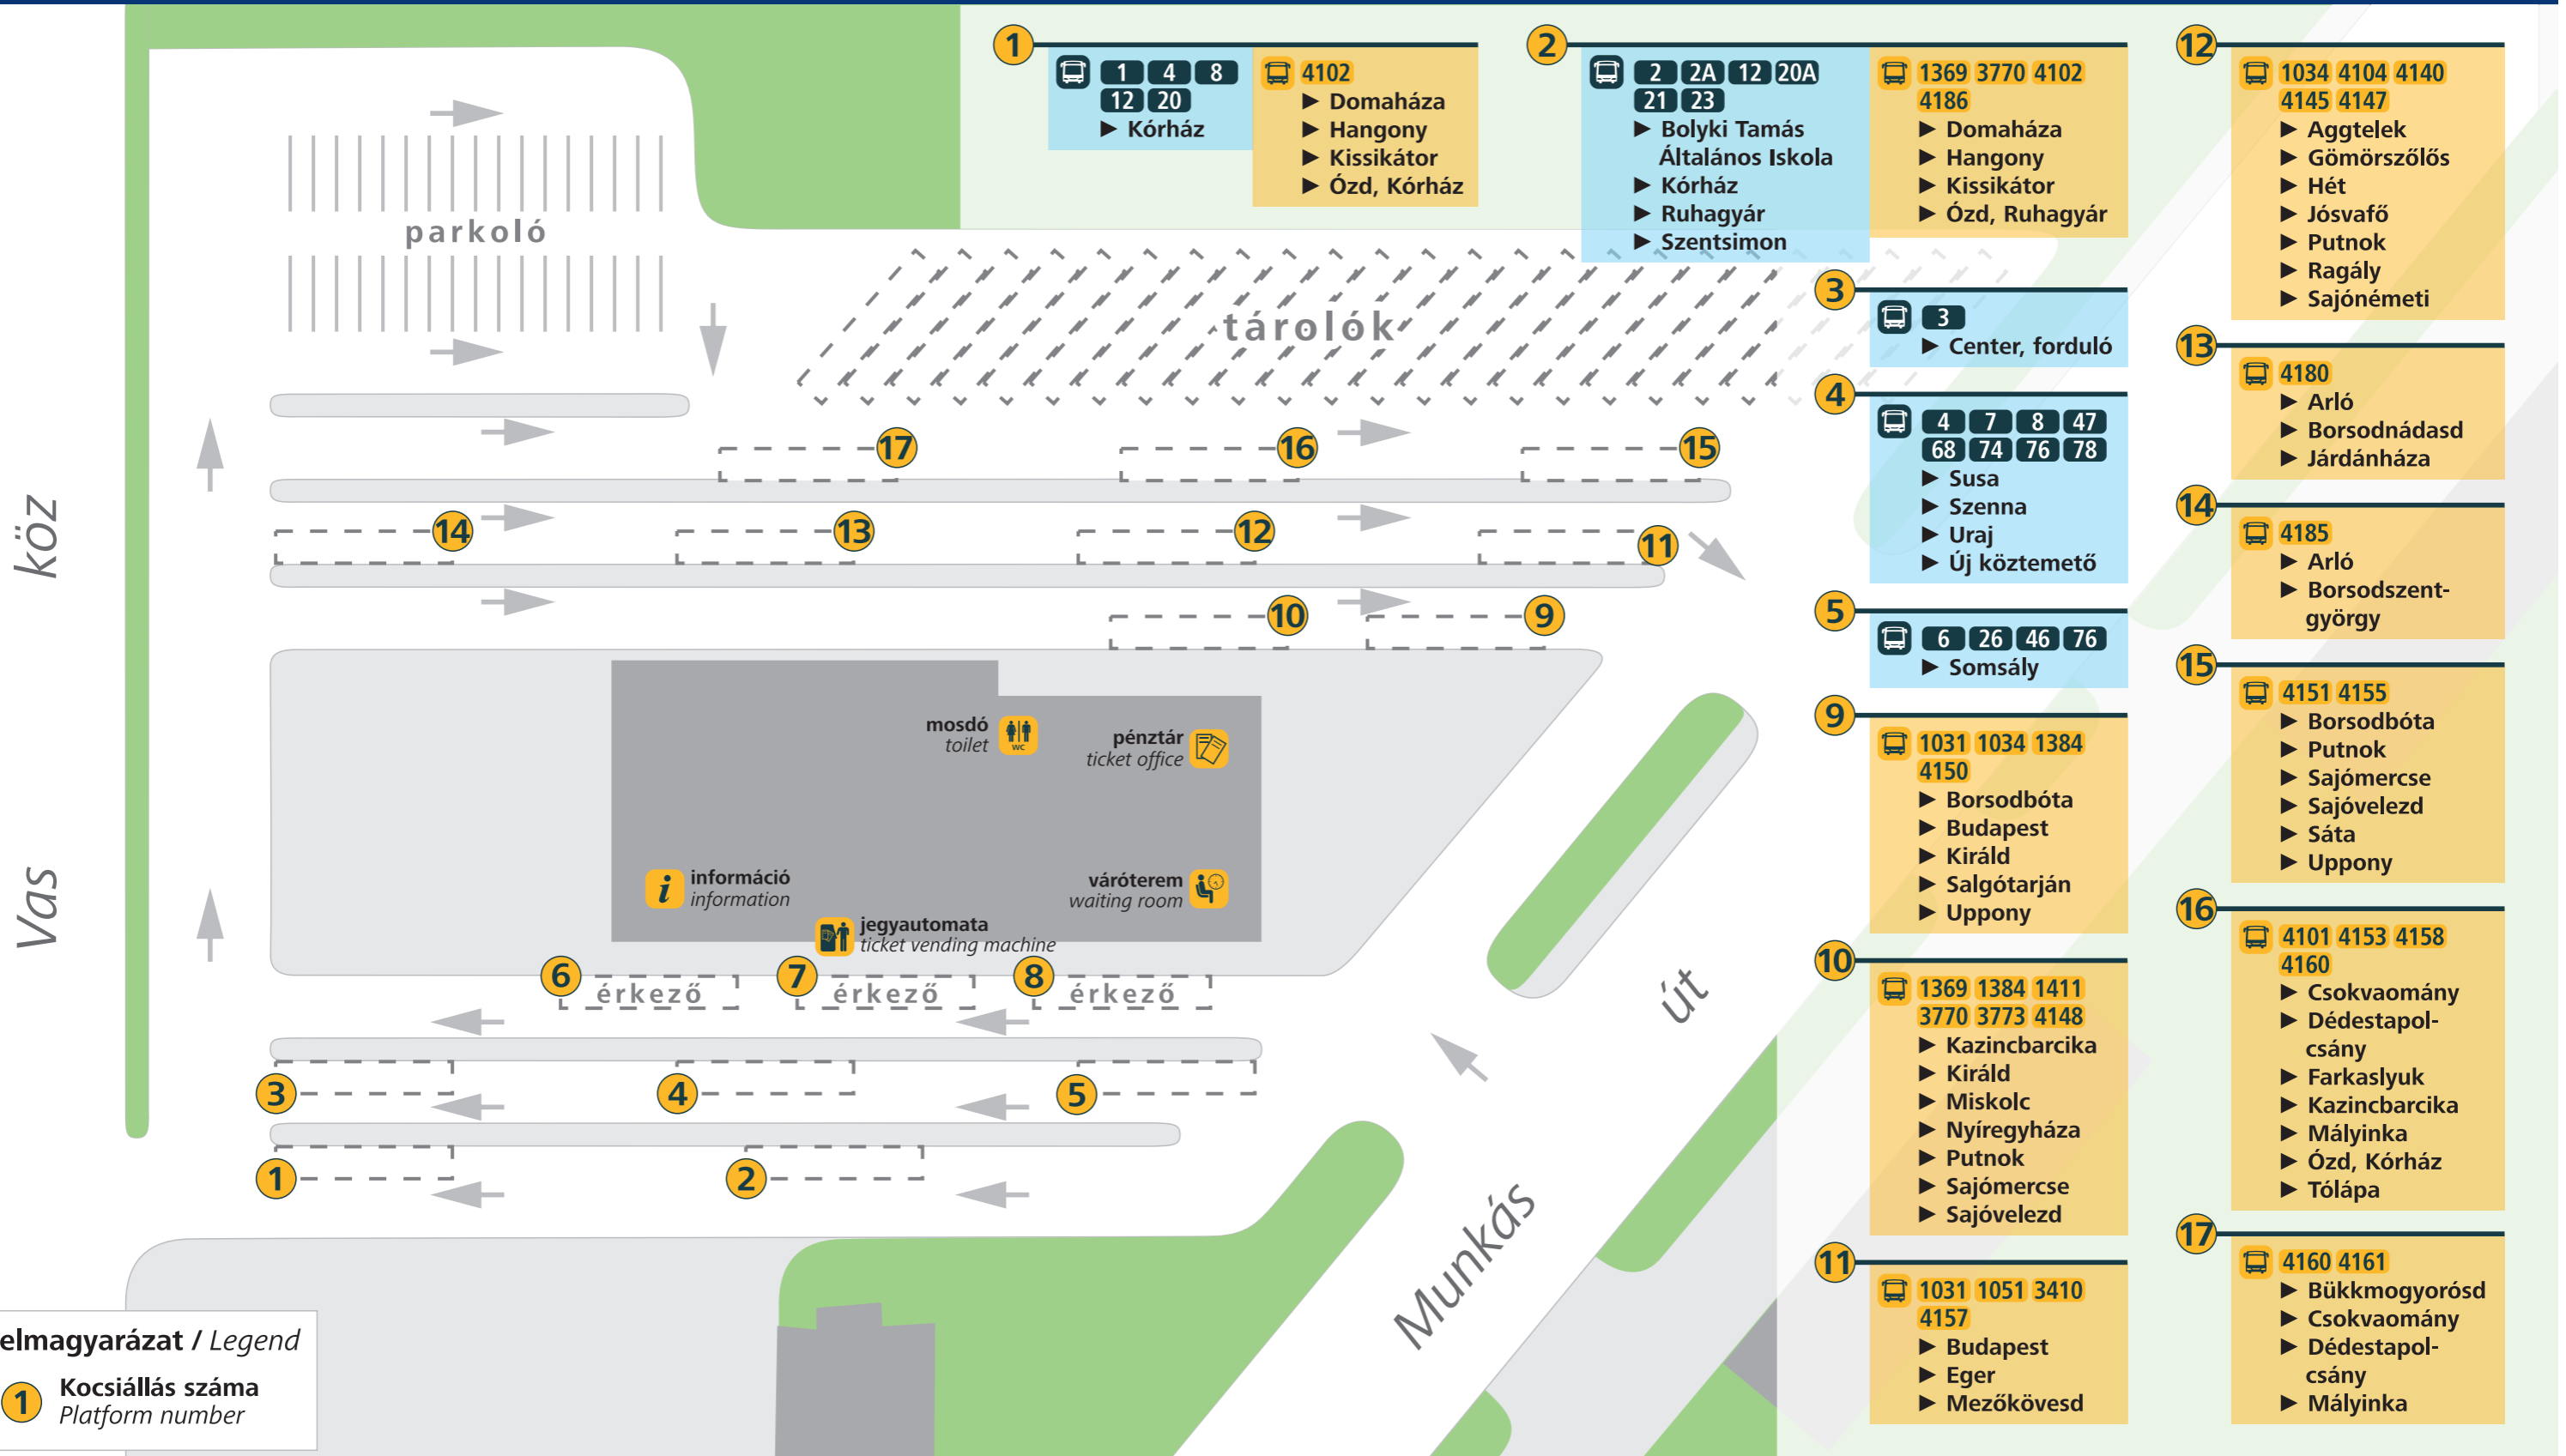 1
1 4 8
12 20
► Kórház
4102
► Domaháza
► Hangony
► Kissikátor
► Ózd, Kórház
2
2 2A 12 20A
21 23
► Bolyki Tamás
Általános Iskola
► Kórház
► Ruhagyár
► Szentsimon
1369 3770 4102
4186
► Domaháza
► Hangony
► Kissikátor
► Ózd, Ruhagyár
3
3
► Center, forduló
4
4 7 8 47
68 74 76 78
► Susa
► Szenna
► Uraj
► Új köztemető
5
6 26 46 76
► Somsály
9
1031 1034 1384
4150
► Borsodbóta
► Budapest
► Királd
► Salgótarján
► Uppony
10
1369 1384 1411
3770 3773 4148
► Kazincbarcika
► Királd
► Miskolc
► Nyíregyháza
► Putnok
► Sajómercse
► Sajóvelezd
11
1031 1051 3410
4157
► Budapest
► Eger
► Mezőkövesd
12
1034 4104 4140
4145 4147
► Aggtelek
► Gömörszőlős
► Hét
► Jósvafő
► Putnok
► Ragály
► Sajónémeti
13
4180
► Arló
► Borsodnádasd
► Járdánháza
14
4185
► Arló
► Borsodszent-
györgy
15
4151 4155
► Borsodbóta
► Putnok
► Sajómercse
► Sajóvelezd
► Sáta
► Uppony
16
4101 4153 4158
4160
► Csokvaomány
► Dédestapol-
csány
► Farkaslyuk
► Kazincbarcika
► Mályinka
► Ózd, Kórház
► Tólápa
17
4160 4161
► Bükkmogyorósd
► Csokvaomány
► Dédestapol-
csány
► Mályinka
parkoló
tárolók
17 16 15
14 13 12 11
10 9
mosdó
toilet
WC
pénztár
ticket office
i
információ
information
váróterem
waiting room
jegyautomata
ticket vending machine
6 érkező 7 érkező 8 érkező
3 4 5
1 2
Vas köz
Munkás út
elmagyarázat / Legend
1
Kocsiállás száma
Platform number